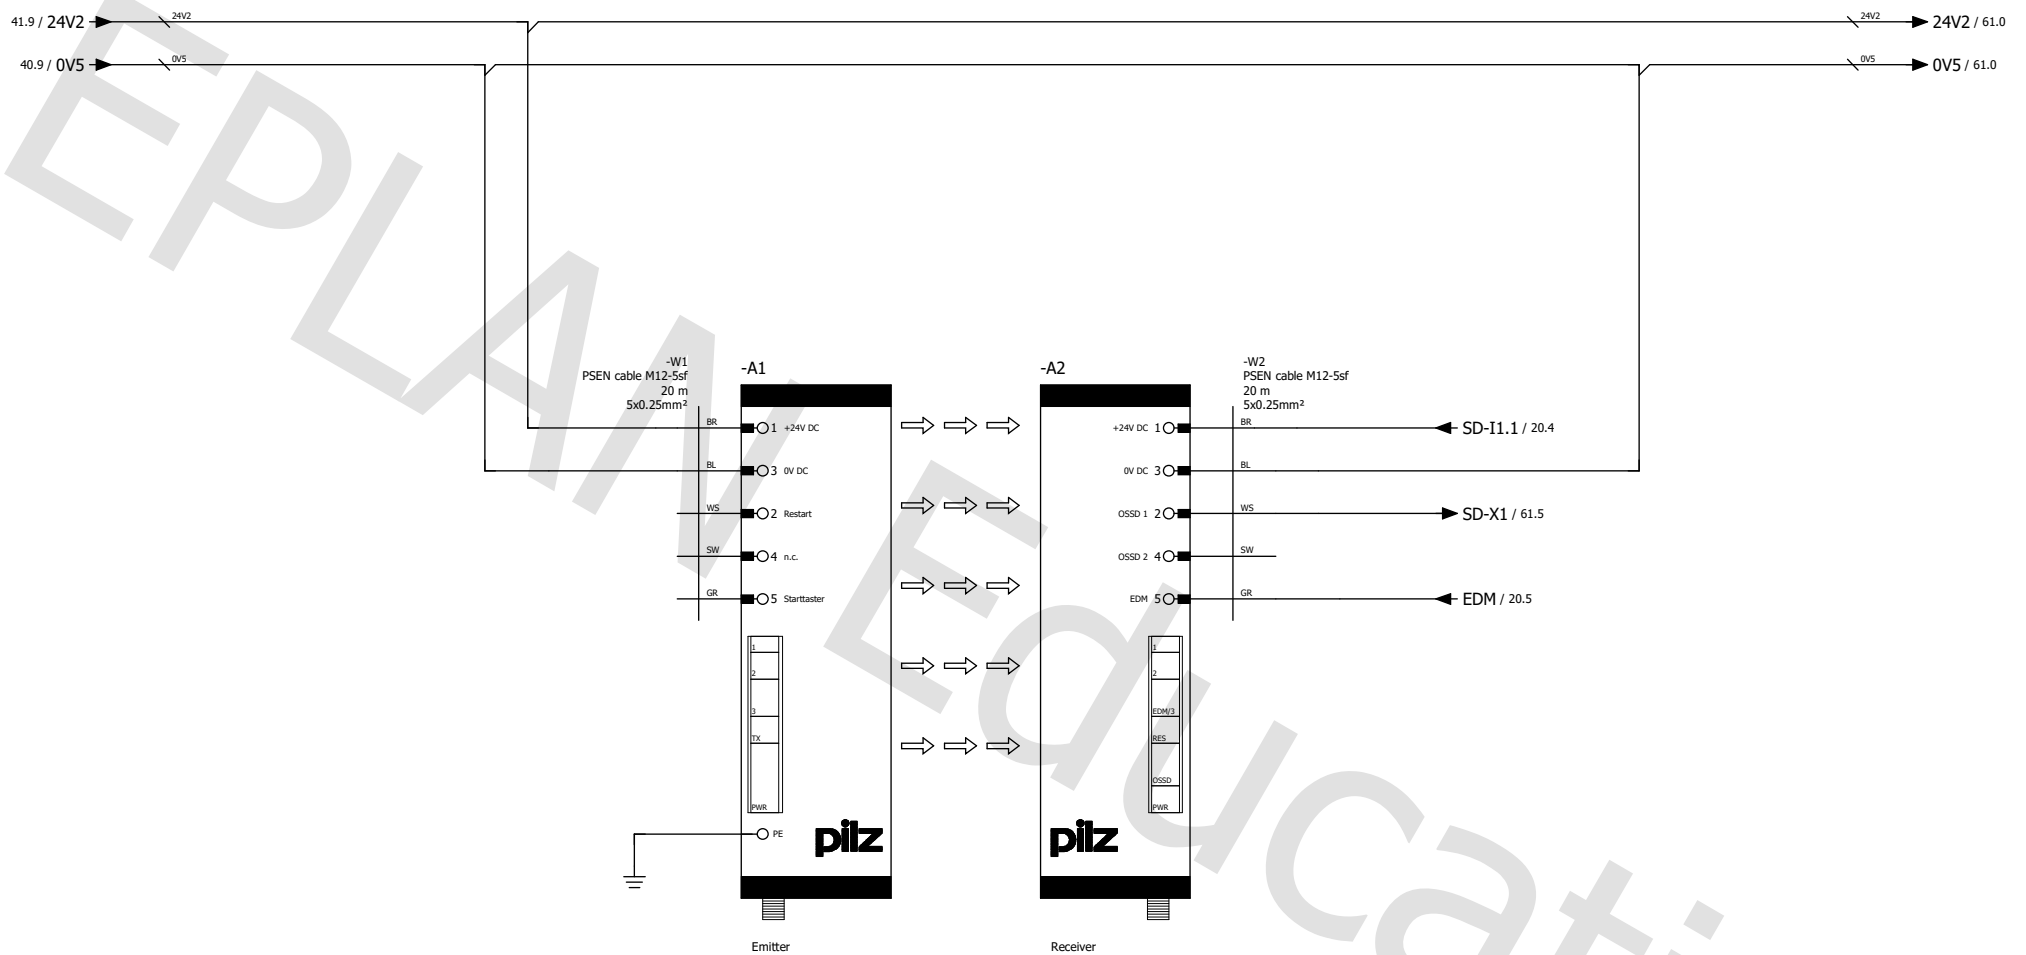 41.9 / 24V2
24V2
24V2
24V2 / 61.0
40.9 / 0V5
0V5
0V5
0V5 / 61.0
-W1
PSEN cable M12-5sf
20 m
5x0.25mm²
-A1
-A2
-W2
PSEN cable M12-5sf
20 m
5x0.25mm²
BR 1 +24V DC
+24V DC 1 BR SD-I1.1 / 20.4
BL 3 0V DC
0V DC 3 BL
WS 2 Restart
OSSD 1 2 WS SD-X1 / 61.5
SW 4 n.c.
OSSD 2 4 SW
GR 5 Starttaster
EDM 5 GR EDM / 20.5
1
2
3
TX
PWR
PE
pilz
1
2
EDM/3
RES
OSSD
PWR
pilz
Emitter
Receiver
EPLAN Educati